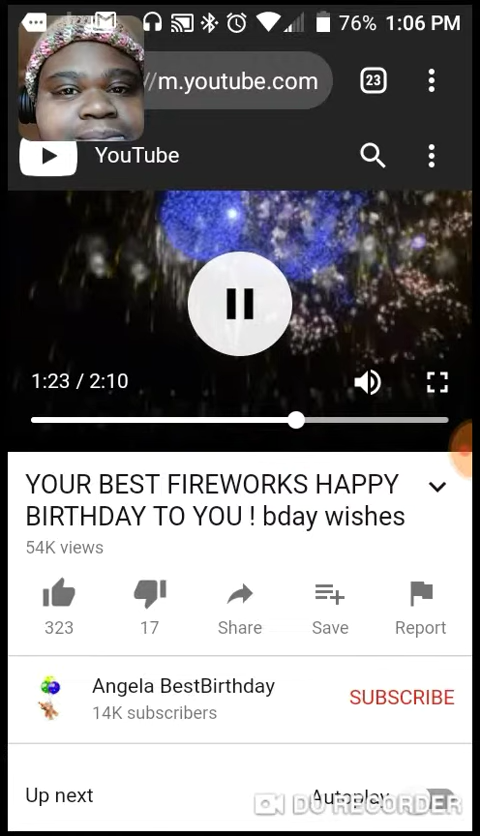 76% 1:06 PM
//m.youtube.com
23
YouTube
1:23 / 2:10
YOUR BEST FIREWORKS HAPPY
BIRTHDAY TO YOU ! bday wishes
54K views
323
17
Share
Save
Report
Angela BestBirthday
SUBSCRIBE
14K subscribers
Up next
Autoplay
DU RECORDER